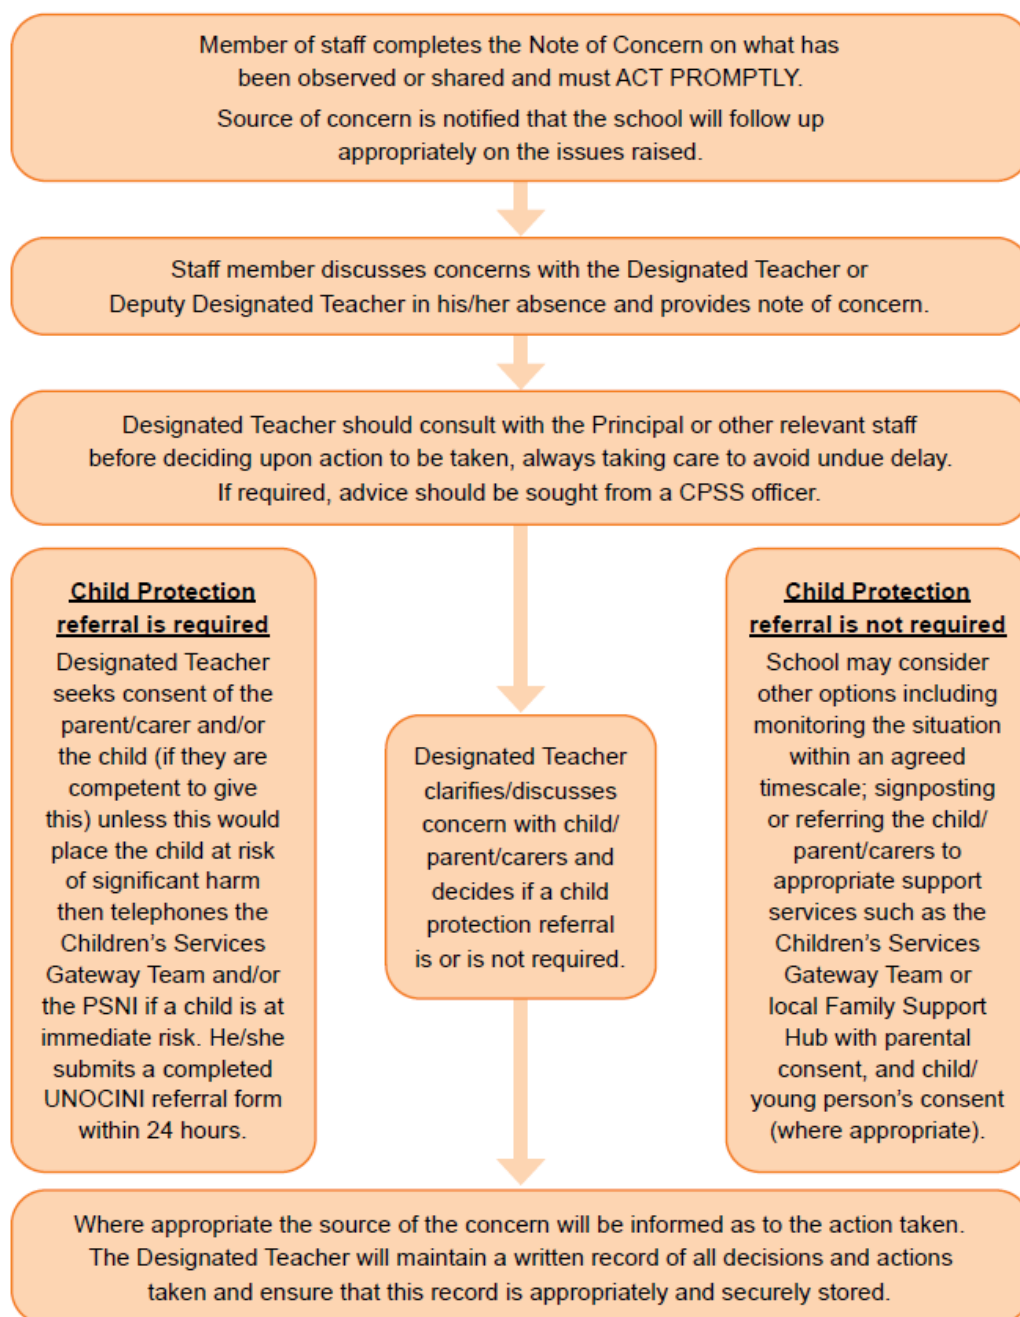 Member of staff completes the Note of Concern on what has
been observed or shared and must ACT PROMPTLY.
Source of concern is notified that the school will follow up
appropriately on the issues raised.
Staff member discusses concerns with the Designated Teacher or
Deputy Designated Teacher in his/her absence and provides note of concern.
Designated Teacher should consult with the Principal or other relevant staff
before deciding upon action to be taken, always taking care to avoid undue delay.
If required, advice should be sought from a CPSS officer.
Child Protection
referral is required
Designated Teacher
seeks consent of the
parent/carer and/or
the child (if they are
competent to give
this) unless this would
place the child at risk
of significant harm
then telephones the
Children’s Services
Gateway Team and/or
the PSNI if a child is at
immediate risk. He/she
submits a completed
UNOCINI referral form
within 24 hours.
Designated Teacher
clarifies/discusses
concern with child/
parent/carers and
decides if a child
protection referral
is or is not required.
Child Protection
referral is not required
School may consider
other options including
monitoring the situation
within an agreed
timescale; signposting
or referring the child/
parent/carers to
appropriate support
services such as the
Children’s Services
Gateway Team or
local Family Support
Hub with parental
consent, and child/
young person’s consent
(where appropriate).
Where appropriate the source of the concern will be informed as to the action taken.
The Designated Teacher will maintain a written record of all decisions and actions
taken and ensure that this record is appropriately and securely stored.